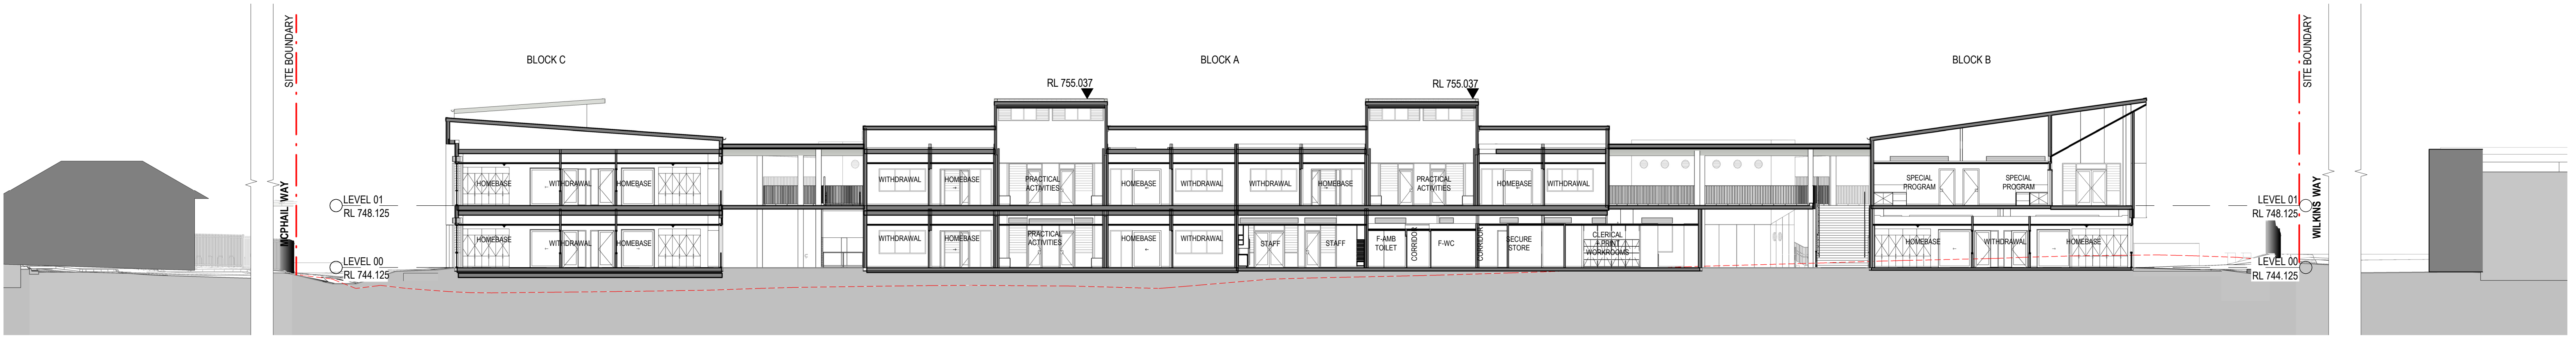 SITE BOUNDARY
MCPHAIL WAY
BLOCK C
BLOCK A
BLOCK B
SITE BOUNDARY
WILKINS WAY
RL 755.037
RL 755.037
LEVEL 01
RL 748.125
HOMEBASE
WITHDRAWAL
HOMEBASE
WITHDRAWAL
HOMEBASE
PRACTICAL
ACTIVITIES
HOMEBASE
WITHDRAWAL
WITHDRAWAL
HOMEBASE
PRACTICAL
ACTIVITIES
HOMEBASE
WITHDRAWAL
SPECIAL
PROGRAM
SPECIAL
PROGRAM
LEVEL 01
RL 748.125
LEVEL 00
RL 744.125
HOMEBASE
WITHDRAWAL
HOMEBASE
WITHDRAWAL
HOMEBASE
PRACTICAL
ACTIVITIES
HOMEBASE
WITHDRAWAL
STAFF
STAFF
F-AMB
TOILET
CORRIDOR
F-WC
CORRIDOR
SECURE
STORE
CLERICAL
+ PRINT
WORKROOMS
HOMEBASE
WITHDRAWAL
HOMEBASE
LEVEL 00
RL 744.125